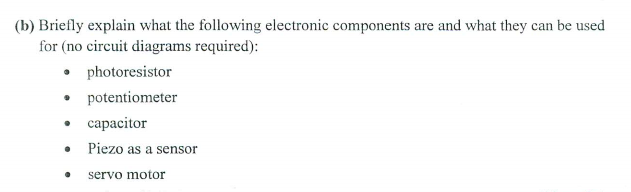 (b) Briefly explain what the following electronic components are and what they can be used
for (no circuit diagrams required):
• photoresistor
• potentiometer
• capacitor
• Piezo as a sensor
• servo motor